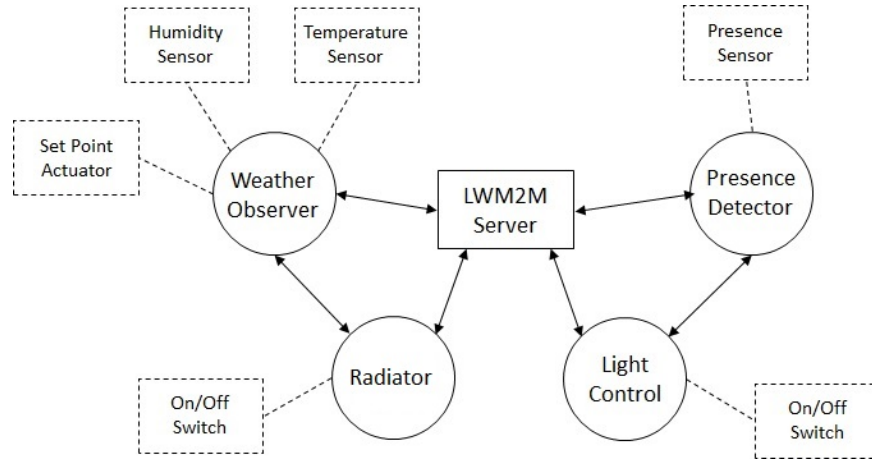 Humidity
Sensor
Temperature
Sensor
Presence
Sensor
Set Point
Actuator
Weather
Observer
LWM2M
Server
Presence
Detector
Radiator
Light
Control
On/Off
Switch
On/Off
Switch